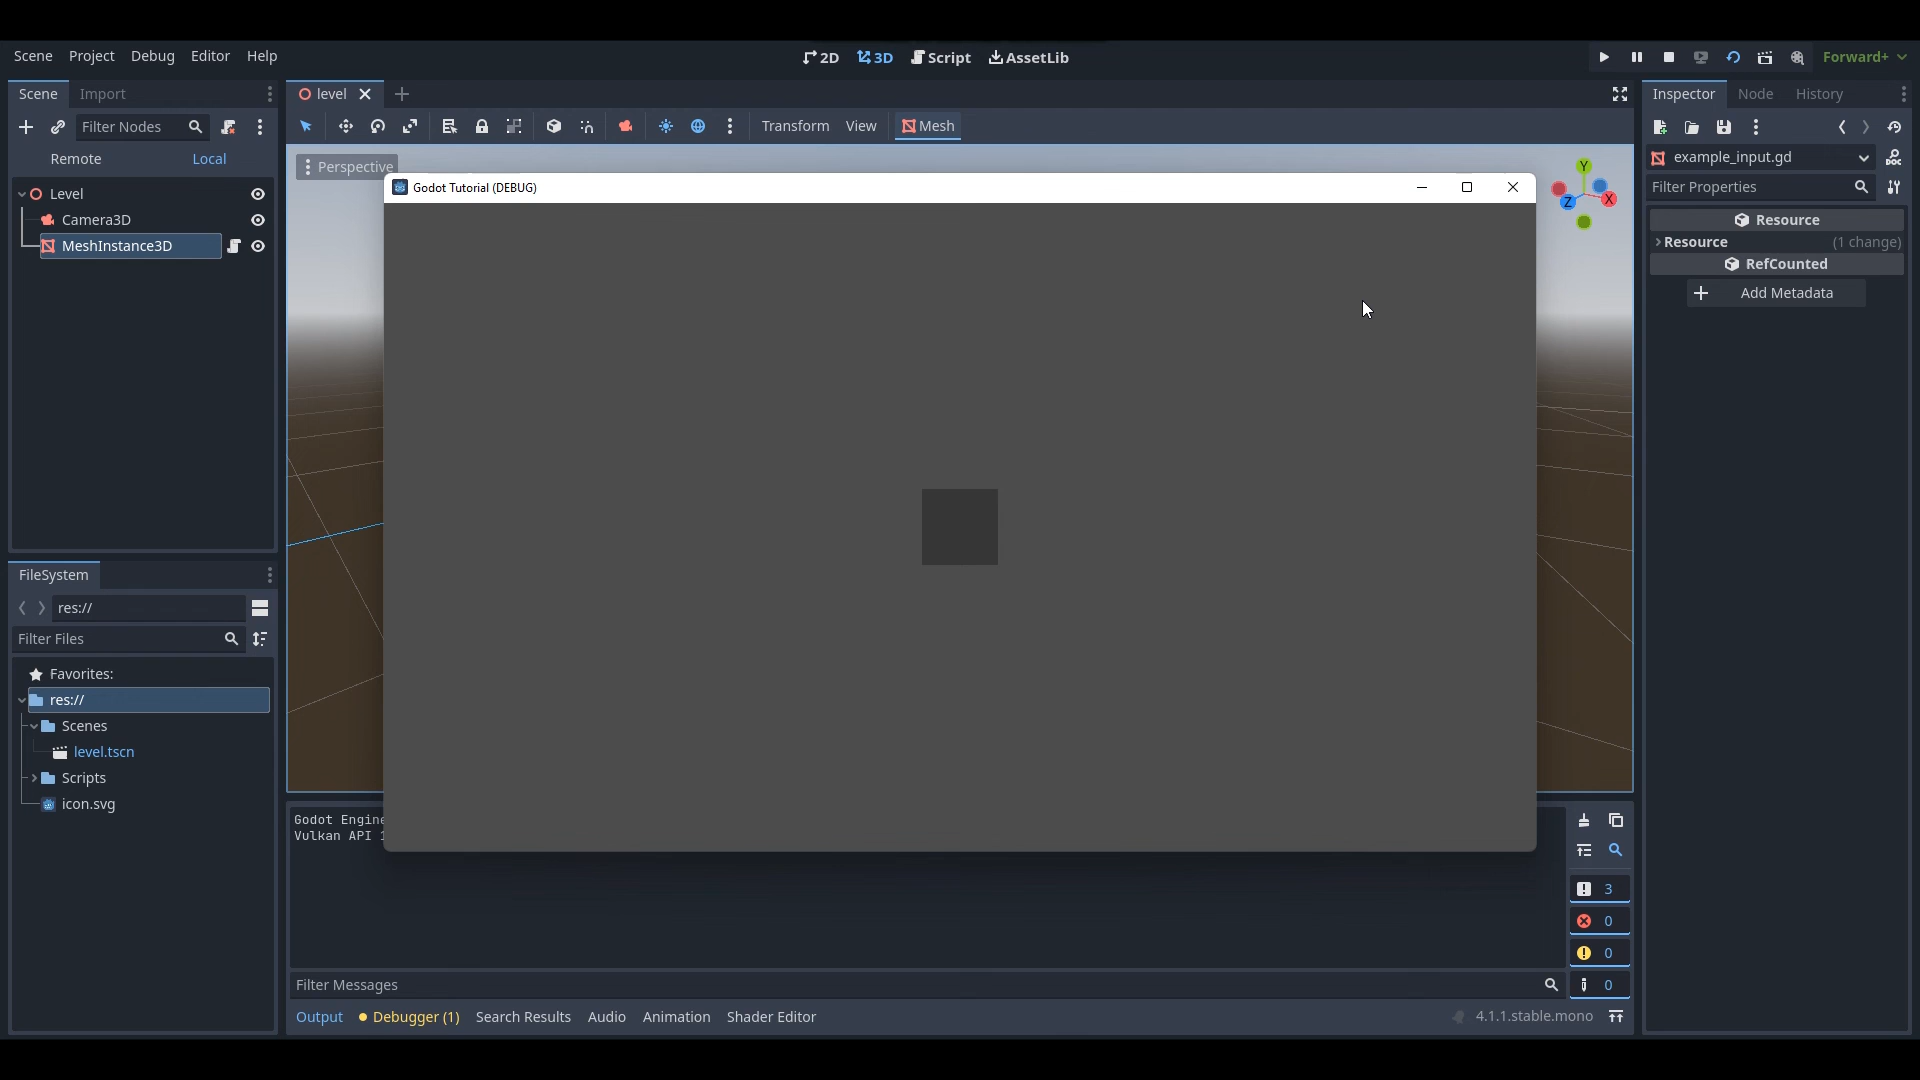 Scene Project Debug Editor Help
2D 3D Script AssetLib
Forward+
Scene Import
level
Inspector Node History
Filter Nodes
Transform View Mesh
Remote Local
Perspective
example_input.gd
Filter Properties
Level
Camera3D
MeshInstance3D
Godot Tutorial (DEBUG)
Y
X
Z
Resource
Resource (1 change)
RefCounted
Add Metadata
FileSystem
res://
Filter Files
Favorites:
res://
Scenes
level.tscn
Scripts
icon.svg
Godot Engine
Vulkan API
3
0
0
0
Filter Messages
Output Debugger (1) Search Results Audio Animation Shader Editor
4.1.1.stable.mono